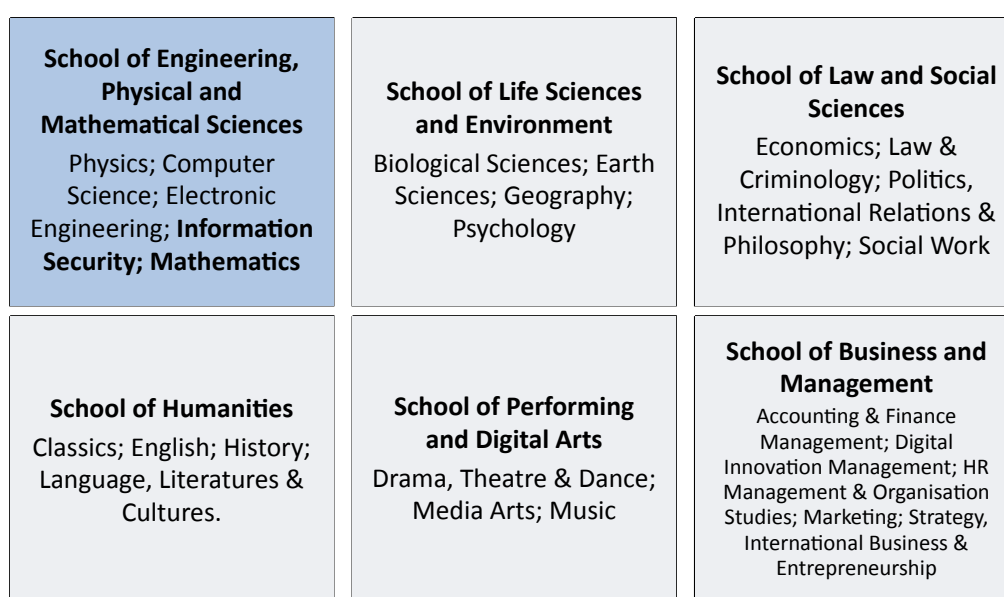 School of Engineering,
Physical and
Mathematical Sciences
Physics; Computer
Science; Electronic
Engineering; Information
Security; Mathematics
School of Life Sciences
and Environment
Biological Sciences; Earth
Sciences; Geography;
Psychology
School of Law and Social
Sciences
Economics; Law &
Criminology; Politics,
International Relations &
Philosophy; Social Work
School of Humanities
Classics; English; History;
Language, Literatures &
Cultures.
School of Performing
and Digital Arts
Drama, Theatre & Dance;
Media Arts; Music
School of Business and
Management
Accounting & Finance
Management; Digital
Innovation Management; HR
Management & Organisation
Studies; Marketing; Strategy,
International Business &
Entrepreneurship